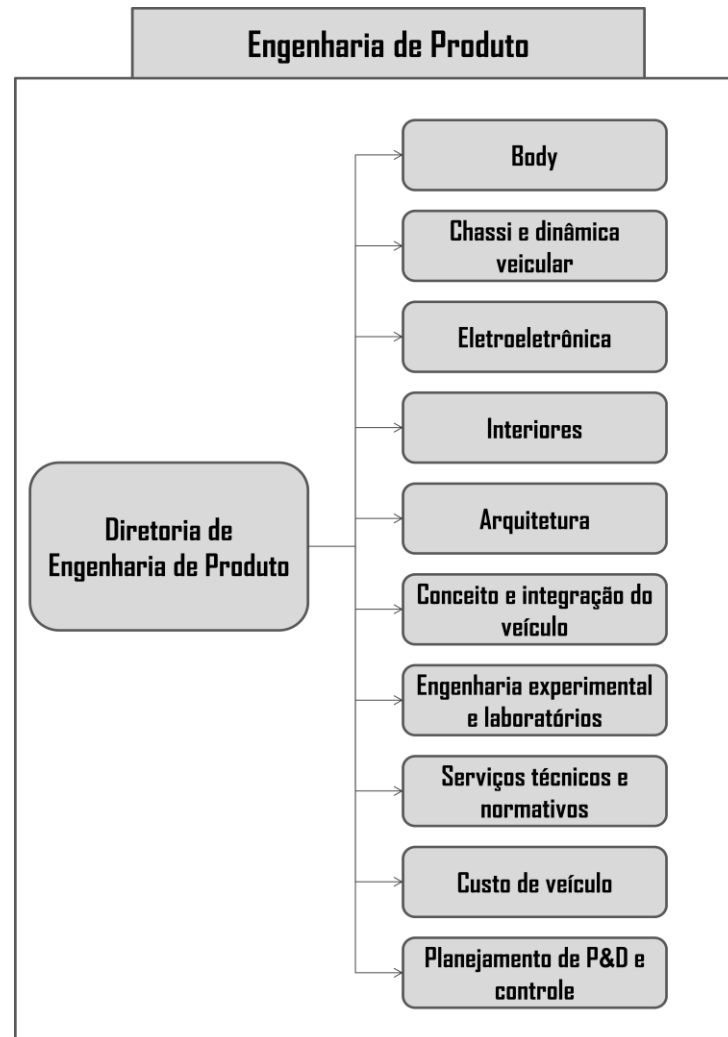 Engenharia de Produto
Body
Chassi e dinâmica
veicular
Eletroeletrônica
Interiores
Arquitetura
Diretoria de
Engenharia de Produto
Conceito e integração do
veículo
Engenharia experimental
e laboratórios
Serviços técnicos e
normativos
Custo de veículo
Planejamento de P&D e
controle